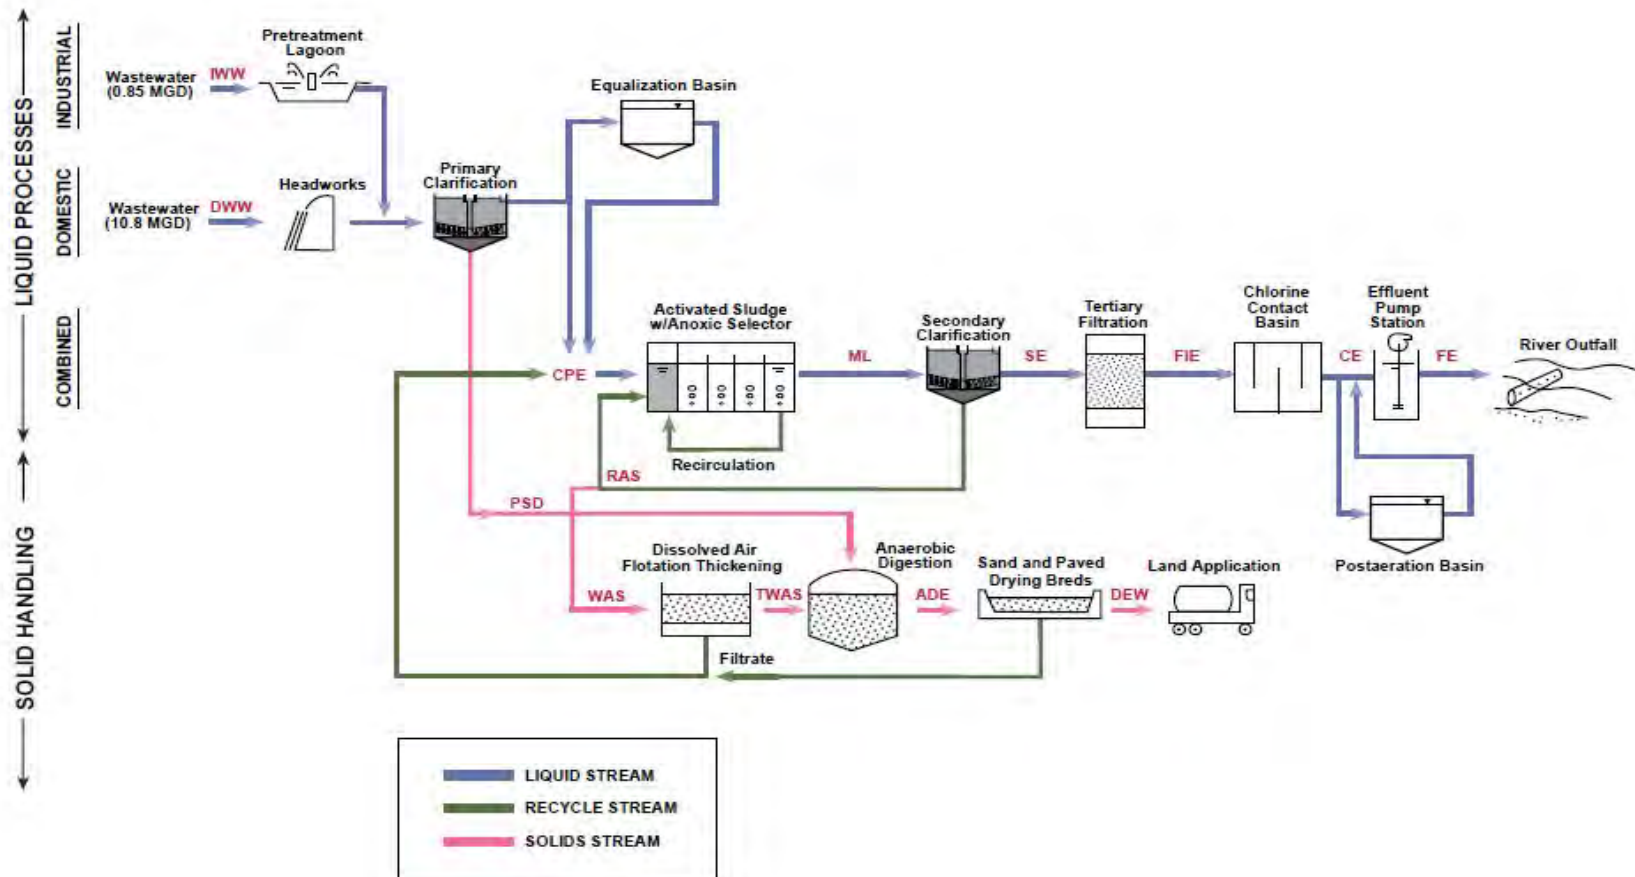 LIQUID PROCESSES
SOLID HANDLING
INDUSTRIAL
DOMESTIC
COMBINED
Pretreatment
Lagoon
Wastewater
(0.85 MGD)
IWW
Equalization Basin
Primary
Clarification
Headworks
Wastewater
(10.8 MGD)
DWW
Activated Sludge
w/Anoxic Selector
Secondary
Clarification
Tertiary
Filtration
Chlorine
Contact
Basin
Effluent
Pump
Station
River Outfall
CPE
ML
SE
FIE
CE
FE
Recirculation
RAS
PSD
Dissolved Air
Flotation Thickening
Anaerobic
Digestion
Sand and Paved
Drying Breds
Land Application
Postaeration Basin
WAS
TWAS
ADE
DEW
Filtrate
LIQUID STREAM
RECYCLE STREAM
SOLIDS STREAM